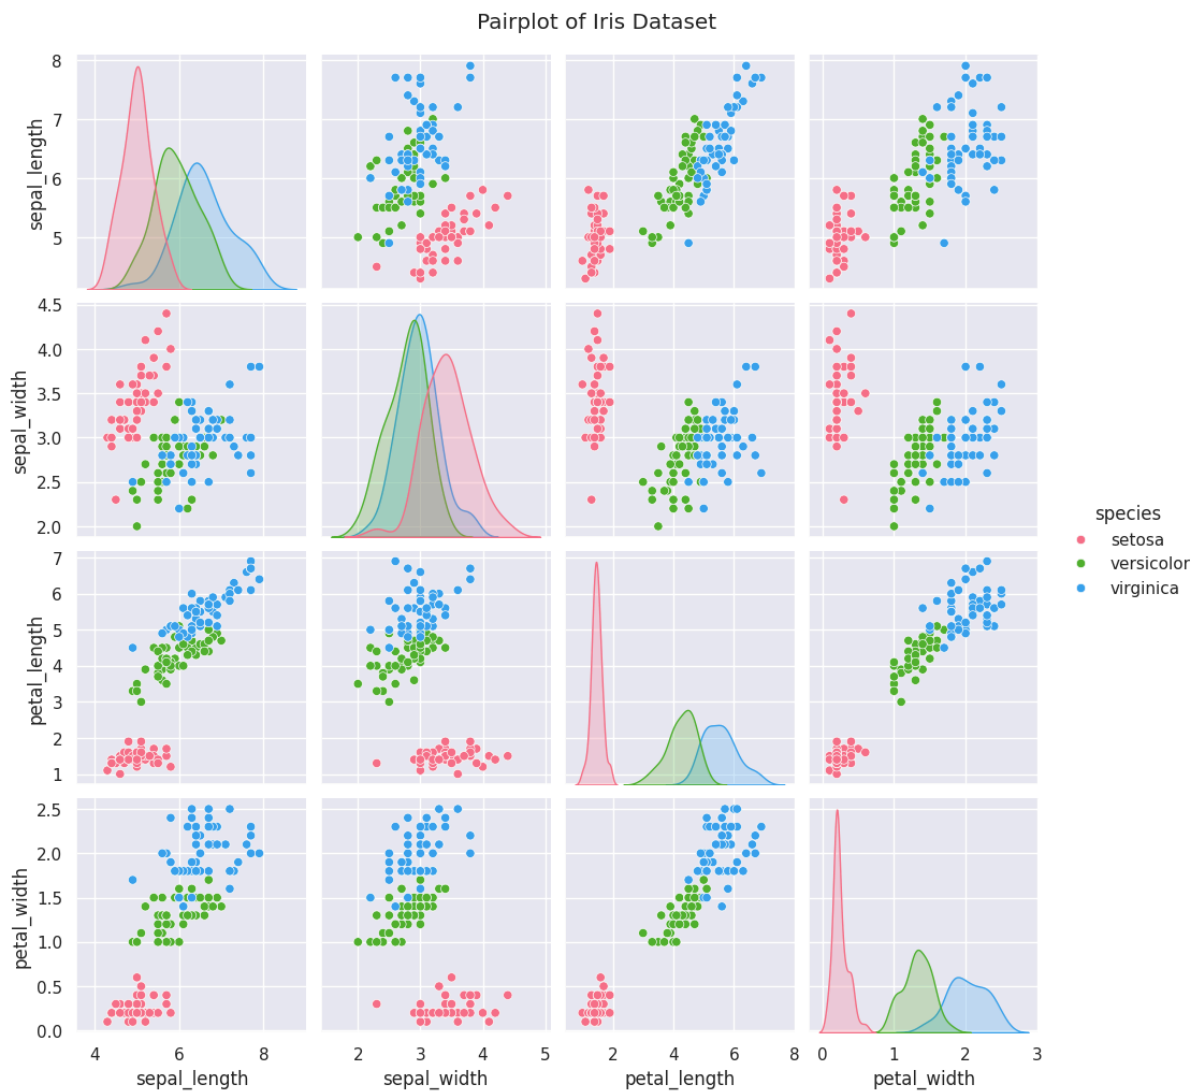 Pairplot of Iris Dataset
8
7
6
5
sepal_length
4.5
4.0
3.5
3.0
2.5
2.0
sepal_width
7
6
5
4
3
2
1
petal_length
2.5
2.0
1.5
1.0
0.5
0.0
petal_width
4 6 8
sepal_length
2 3 4 5
sepal_width
2 4 6 8
petal_length
0 1 2 3
petal_width
species
setosa
versicolor
virginica